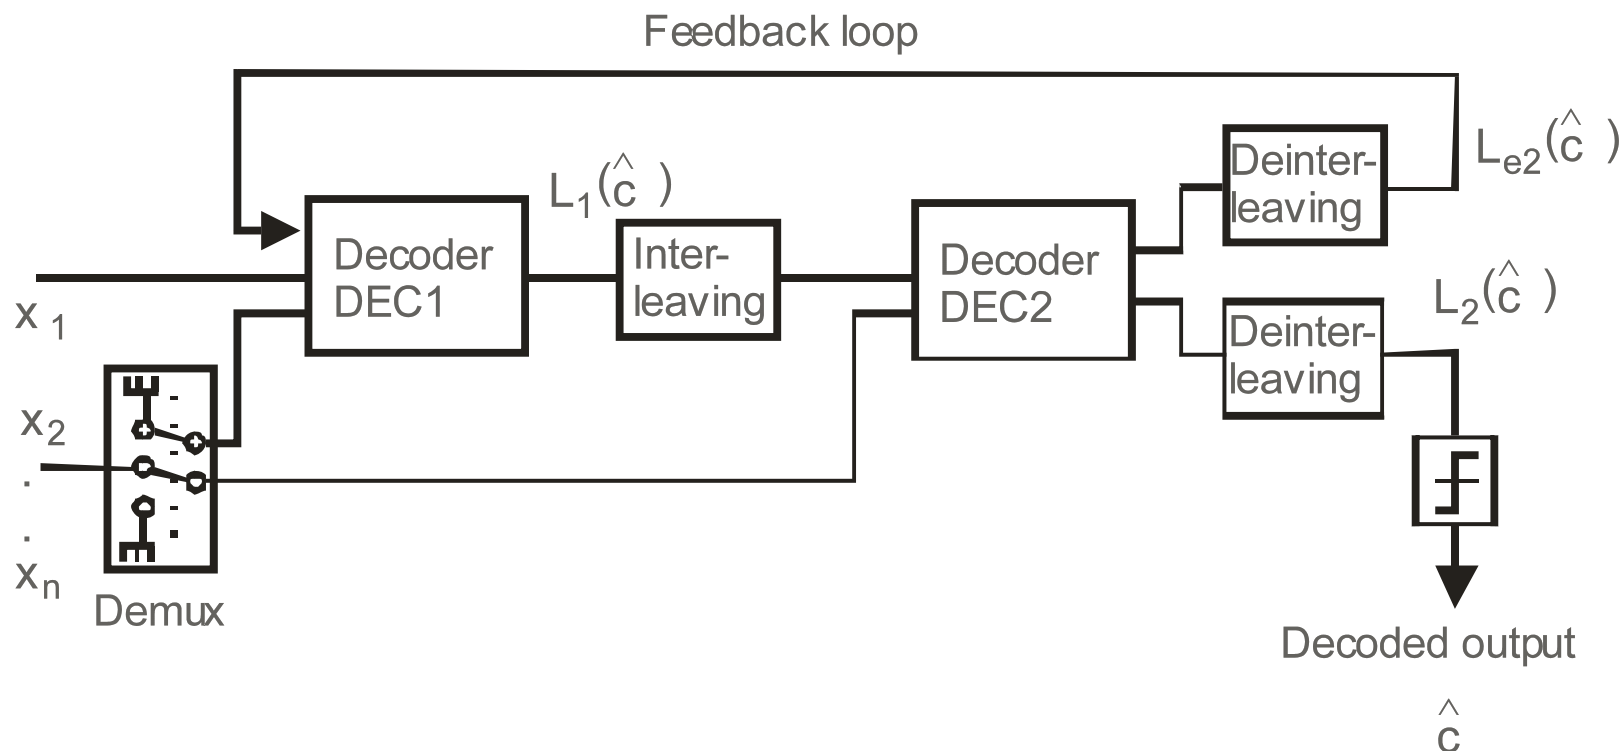 Feedback loop
L₁(ĉ )
Lₑ₂(ĉ )
L₂(ĉ )
Decoder
DEC1
Inter-
leaving
Decoder
DEC2
Deinter-
leaving
Deinter-
leaving
x 1
x2
.
.
xn
Demux
Decoded output
ĉ